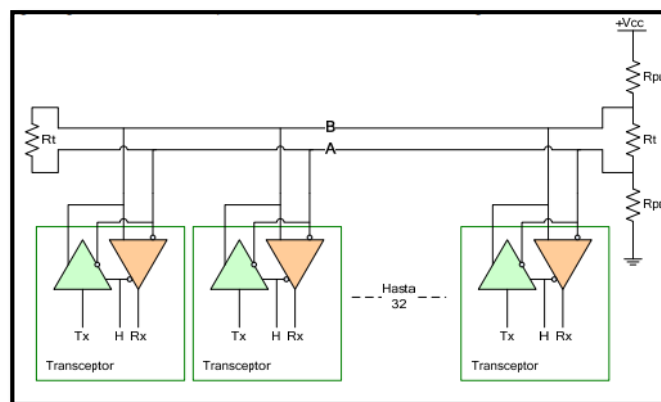 +Vcc
Rpu
B
Rt
Rt
A
Rpu
Hasta
32
Tx H Rx
Tx H Rx
Tx H Rx
Transceptor
Transceptor
Transceptor